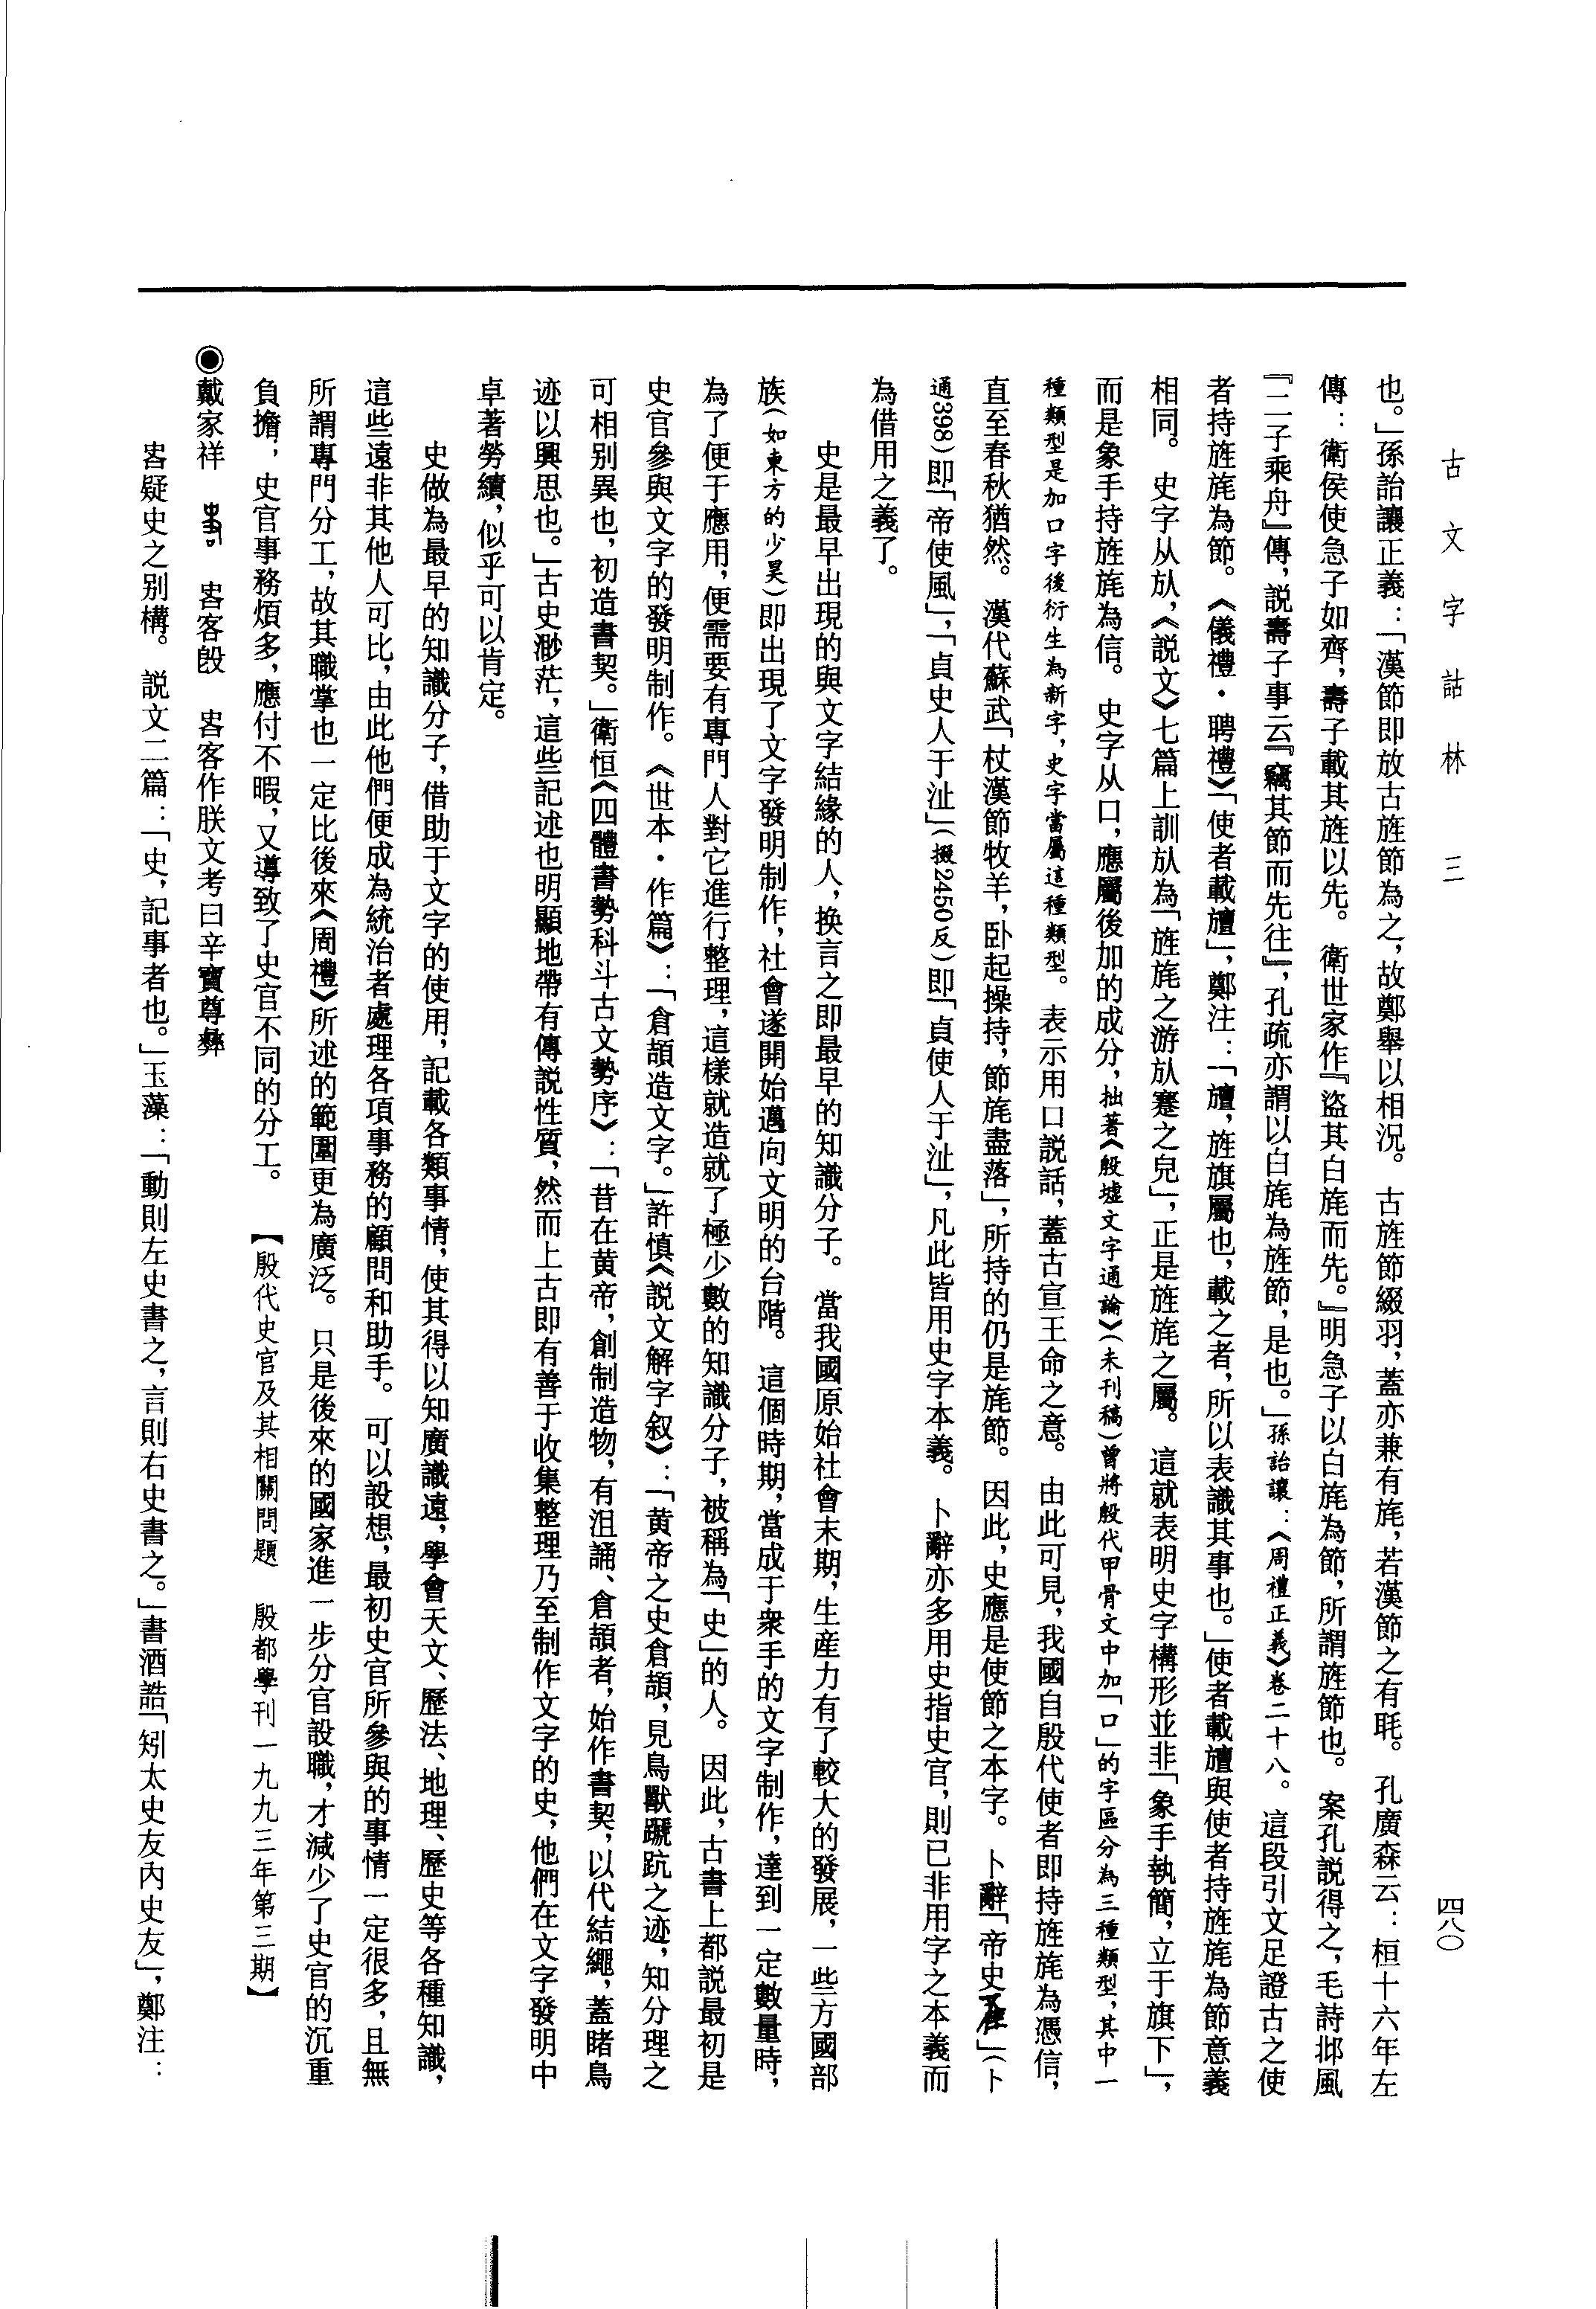 古文字詁林 三
四八〇
也。」孫詒讓正義：「漢節即放古旌節為之，故鄭舉以相況。古旌節綴羽，蓋亦兼有旄，若漢節之有毦。孔廣森云：桓十六年左
傳：衛侯使急子如齊，壽子載其旌以先。衛世家作『盜其白旄而先。』明急子以白旄為節，所謂旌節也。案孔説得之，毛詩邶風
『二子乘舟』傳，説壽子事云『竊其節而先往』，孔疏亦謂以白旄為旌節，是也。」孫詒讓：《周禮正義》卷二十八。這段引文足證古之使
者持旌旄為節。《儀禮・聘禮》「使者載旜」，鄭注：「旜，旌旗屬也，載之者，所以表識其事也。」使者載旜與使者持旌旄為節意義
相同。史字从㫃，《説文》七篇上訓㫃為「旌旄之游㫃蹇之皃」，正是旌旄之屬。這就表明史字構形並非「象手執簡，立于旗下」，
而是象手持旌旄為信。史字从口，應屬後加的成分，拙著《殷墟文字通論》（未刊稿）曾將殷代甲骨文中加「口」的字區分為三種類型，其中一
種類型是加口字後衍生為新字，史字當屬這種類型。表示用口説話，蓋古宣王命之意。由此可見，我國自殷代使者即持旌旄為憑信，
直至春秋猶然。漢代蘇武「杖漢節牧羊，卧起操持，節旄盡落」，所持的仍是旄節。因此，史應是使節之本字。卜辭「帝史」（卜
通398）即「帝使風」，「貞史人于沚」（掇2450反）即「貞使人于沚」，凡此皆用史字本義。卜辭亦多用史指史官，則已非用字之本義而
為借用之義了。
史是最早出現的與文字結緣的人，换言之即最早的知識分子。當我國原始社會末期，生産力有了較大的發展，一些方國部
族（如東方的少昊）即出現了文字發明制作，社會遂開始邁向文明的台階。這個時期，當成于衆手的文字制作，達到一定數量時，
為了便于應用，便需要有專門人對它進行整理，這樣就造就了極少數的知識分子，被稱為「史」的人。因此，古書上都説最初是
史官參與文字的發明制作。《世本・作篇》：「倉頡造文字。」許慎《説文解字叙》：「黄帝之史倉頡，見鳥獸蹏迒之迹，知分理之
可相别異也，初造書契。」衛恒《四體書勢科斗古文勢序》：「昔在黄帝，創制造物，有沮誦、倉頡者，始作書契，以代結繩，蓋睹鳥
迹以興思也。」古史渺茫，這些記述也明顯地帶有傳説性質，然而上古即有善于收集整理乃至制作文字的史，他們在文字發明中
卓著勞績，似乎可以肯定。
史做為最早的知識分子，借助于文字的使用，記載各類事情，使其得以知廣識遠，學會天文、歷法、地理、歷史等各種知識，
這些遠非其他人可比，由此他們便成為統治者處理各項事務的顧問和助手。可以設想，最初史官所參與的事情一定很多，且無
所謂專門分工，故其職掌也一定比後來《周禮》所述的範圍更為廣泛。只是後來的國家進一步分官設職，才減少了史官的沉重
負擔，史官事務煩多，應付不暇，又導致了史官不同的分工。【殷代史官及其相關問題　殷都學刊一九九三年第三期】
◉戴家祥　客㲃　客作朕文考曰辛寶尊彝
疑史之别構。説文二篇：「史，記事者也。」玉藻：「動則左史書之，言則右史書之。」書酒誥「矧太史友内史友」，鄭注：